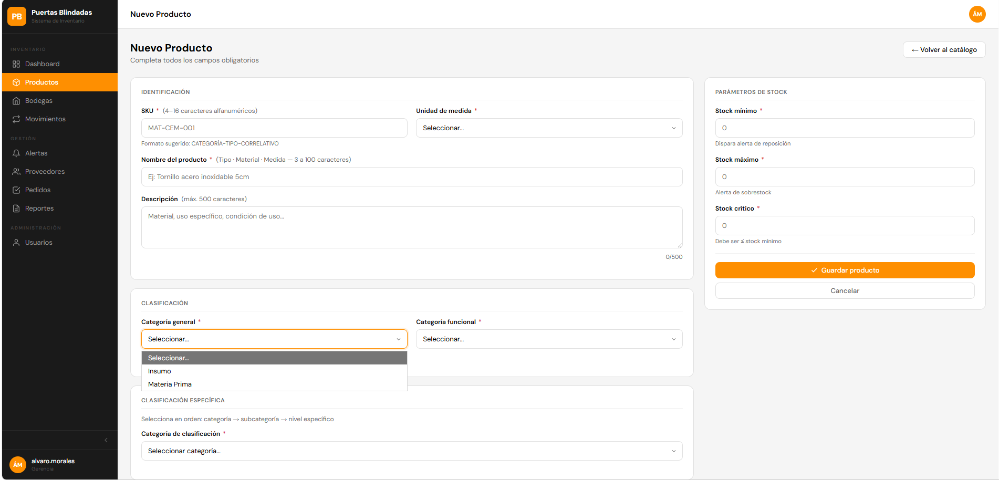 PB
Puertas Blindadas
Sistema de Inventario
INVENTARIO
Dashboard
Productos
Bodegas
Movimientos
GESTIÓN
Alertas
Proveedores
Pedidos
Reportes
ADMINISTRACIÓN
Usuarios
ÁM
alvaro.morales
Gerencia
Nuevo Producto
ÁM
Nuevo Producto
Completa todos los campos obligatorios
← Volver al catálogo
IDENTIFICACIÓN
SKU * (4–16 caracteres alfanuméricos)
MAT-CEM-001
Formato sugerido: CATEGORÍA-TIPO-CORRELATIVO
Unidad de medida *
Seleccionar...
Nombre del producto * (Tipo · Material · Medida — 3 a 100 caracteres)
Ej: Tornillo acero inoxidable 5cm
Descripción (máx. 500 caracteres)
Material, uso específico, condición de uso...
0/500
CLASIFICACIÓN
Categoría general *
Seleccionar...
Seleccionar...
Insumo
Materia Prima
Categoría funcional *
Seleccionar...
CLASIFICACIÓN ESPECÍFICA
Selecciona en orden: categoría → subcategoría → nivel específico
Categoría de clasificación *
Seleccionar categoría...
PARÁMETROS DE STOCK
Stock mínimo *
0
Dispara alerta de reposición
Stock máximo *
0
Alerta de sobrestock
Stock crítico *
0
Debe ser ≤ stock mínimo
Guardar producto
Cancelar